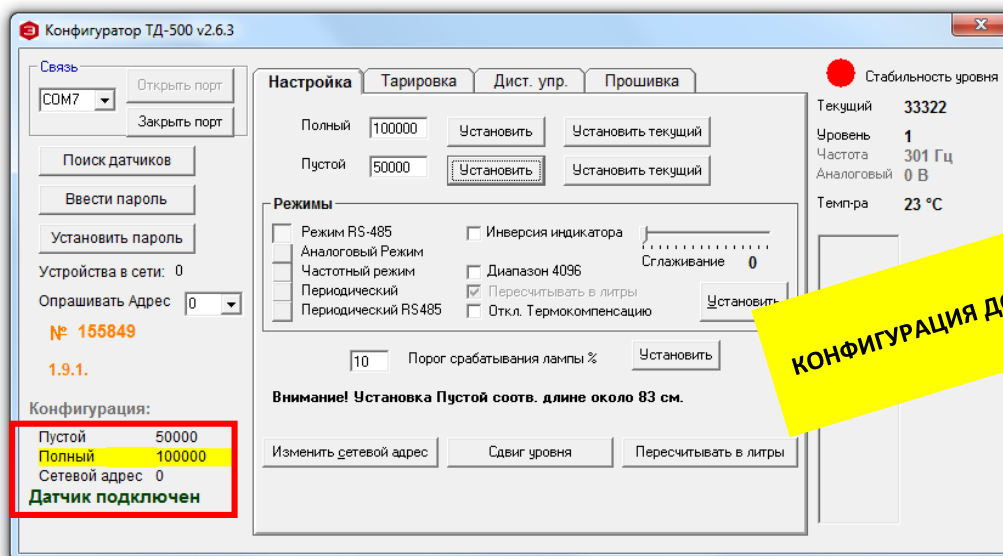 Конфигуратор ТД-500 v2.6.3
Связь
COM7
Открыть порт
Закрыть порт
Поиск датчиков
Ввести пароль
Установить пароль
Устройства в сети: 0
Опрашивать Адрес 0
№ 155849
1.9.1.
Конфигурация:
Пустой 50000
Полный 100000
Сетевой адрес 0
Датчик подключен
Настройка Тарировка Дист. упр. Прошивка
Полный 100000 Установить Установить текущий
Пустой 50000 Установить Установить текущий
Режимы
Режим RS-485
Аналоговый Режим
Частотный режим
Периодический
Периодический RS485
Инверсия индикатора
Диапазон 4096
Пересчитывать в литры
Откл. Термокомпенсацию
Сглаживание 0
Установить
10 Порог срабатывания лампы % Установить
Внимание! Установка Пустой соотв. длине около 83 см.
Изменить сетевой адрес Сдвиг уровня Пересчитывать в литры
Стабильность уровня
Текущий 33322
Уровень 1
Частота 301 Гц
Аналоговый 0 В
Темп-ра 23 °C
КОНФИГУРАЦИЯ